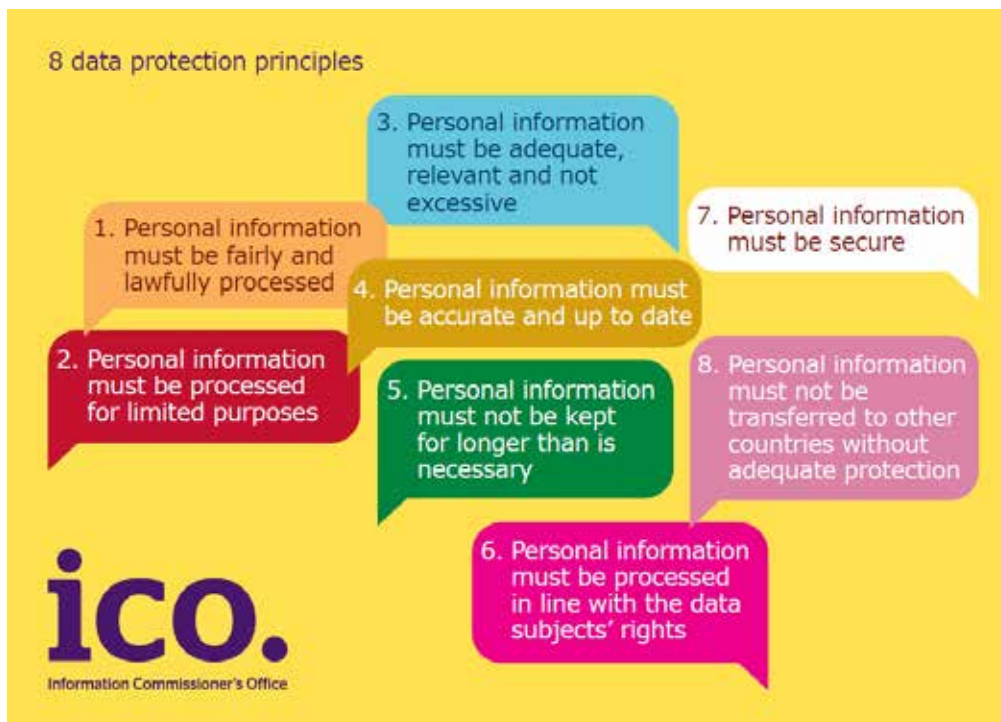 8 data protection principles
3. Personal information
must be adequate,
relevant and not
excessive
1. Personal information
must be fairly and
lawfully processed
7. Personal information
must be secure
4. Personal information must
be accurate and up to date
2. Personal information
must be processed
for limited purposes
5. Personal information
must not be kept
for longer than is
necessary
8. Personal information
must not be
transferred to other
countries without
adequate protection
6. Personal information
must be processed
in line with the data
subjects’ rights
ico.
Information Commissioner's Office